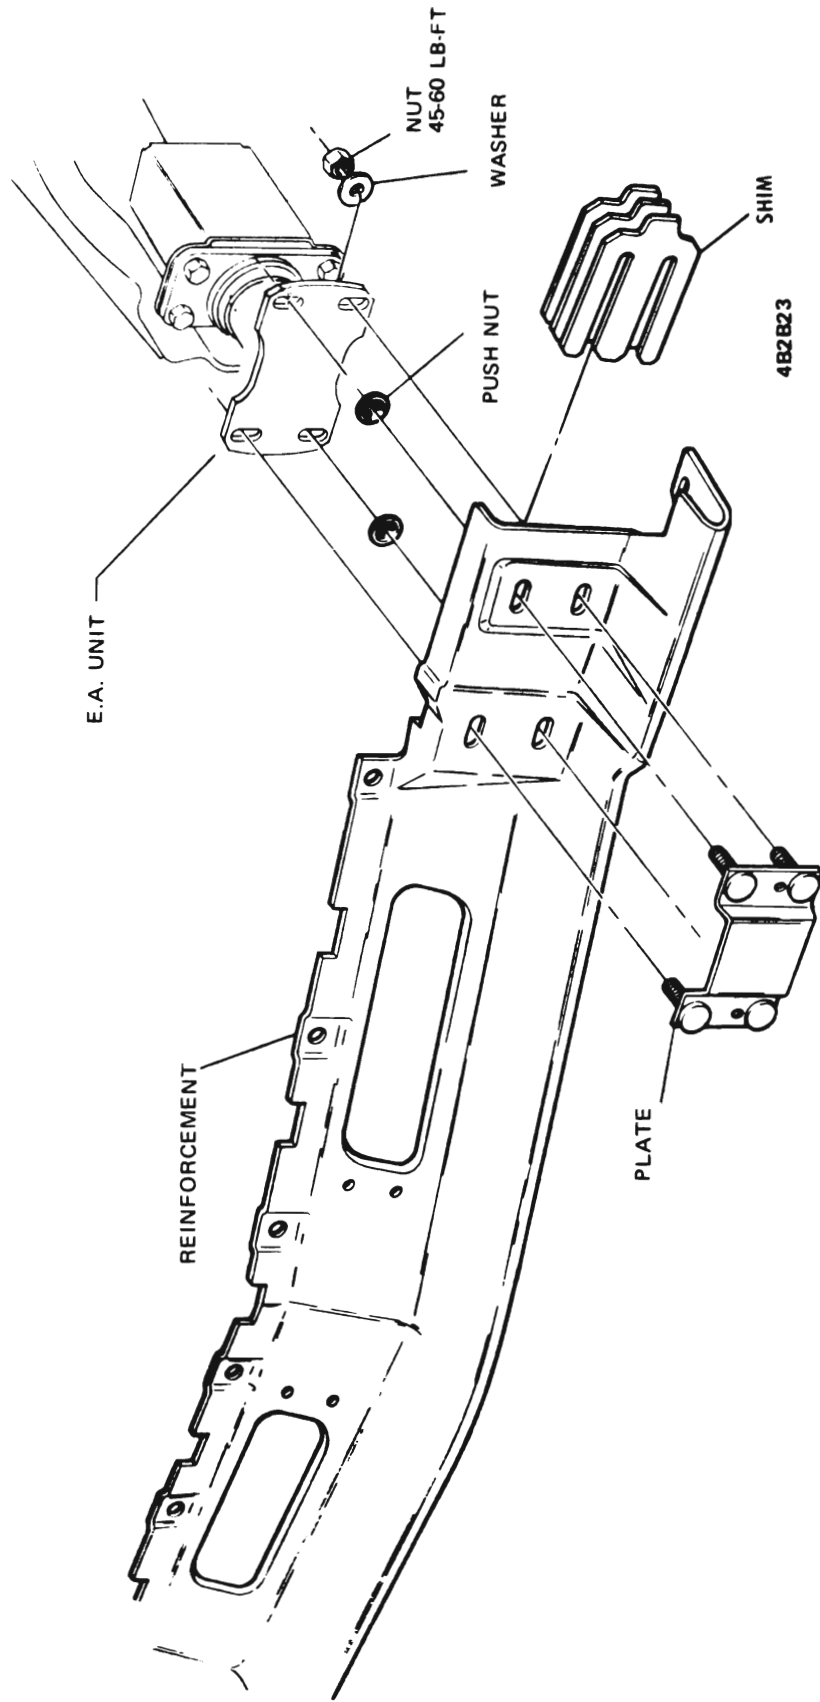 NUT
45-60 LB-FT
WASHER
E.A. UNIT
PUSH NUT
SHIM
4B2B23
REINFORCEMENT
PLATE